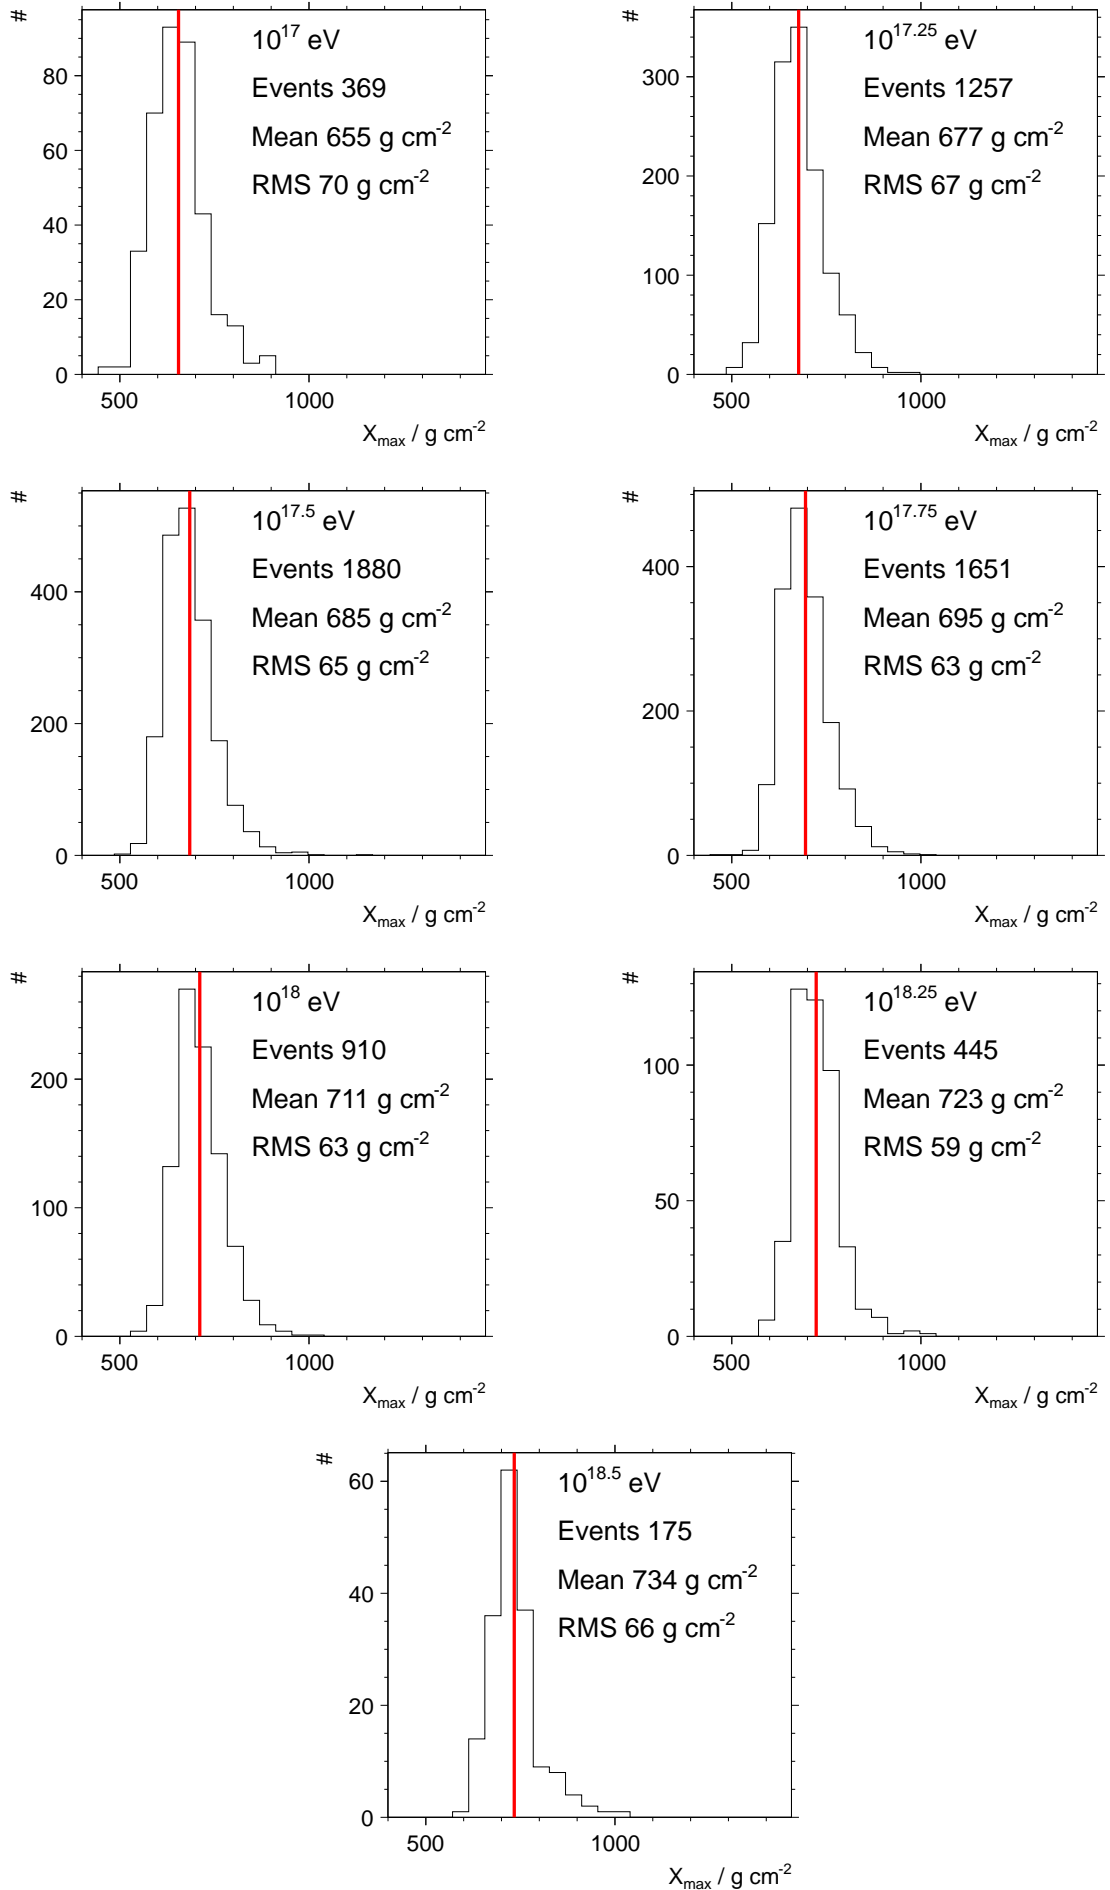 #
10^17 eV
Events 369
Mean 655 g cm^-2
RMS 70 g cm^-2
80
60
40
20
0
500 1000
X_max / g cm^-2
#
10^17.25 eV
Events 1257
Mean 677 g cm^-2
RMS 67 g cm^-2
300
200
100
0
500 1000
X_max / g cm^-2
#
10^17.5 eV
Events 1880
Mean 685 g cm^-2
RMS 65 g cm^-2
400
200
0
500 1000
X_max / g cm^-2
#
10^17.75 eV
Events 1651
Mean 695 g cm^-2
RMS 63 g cm^-2
400
200
0
500 1000
X_max / g cm^-2
#
10^18 eV
Events 910
Mean 711 g cm^-2
RMS 63 g cm^-2
200
100
0
500 1000
X_max / g cm^-2
#
10^18.25 eV
Events 445
Mean 723 g cm^-2
RMS 59 g cm^-2
100
50
0
500 1000
X_max / g cm^-2
#
10^18.5 eV
Events 175
Mean 734 g cm^-2
RMS 66 g cm^-2
60
40
20
0
500 1000
X_max / g cm^-2